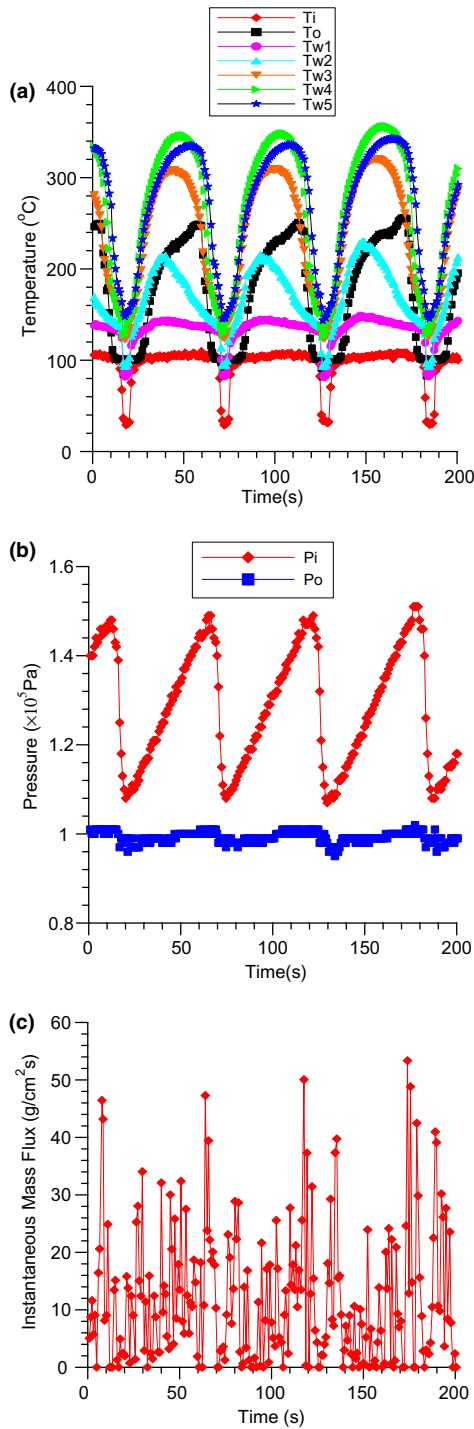 Ti
To
Tw1
Tw2
Tw3
Tw4
Tw5
(a)
400
300
200
100
0
Temperature (°C)
0 50 100 150 200
Time(s)
(b)
Pi
Po
1.6
1.4
1.2
1
0.8
Pressure (×10⁵Pa)
0 50 100 150 200
Time(s)
(c)
60
50
40
30
20
10
0
Instantaneous Mass Flux (g/cm²s)
0 50 100 150 200
Time (s)